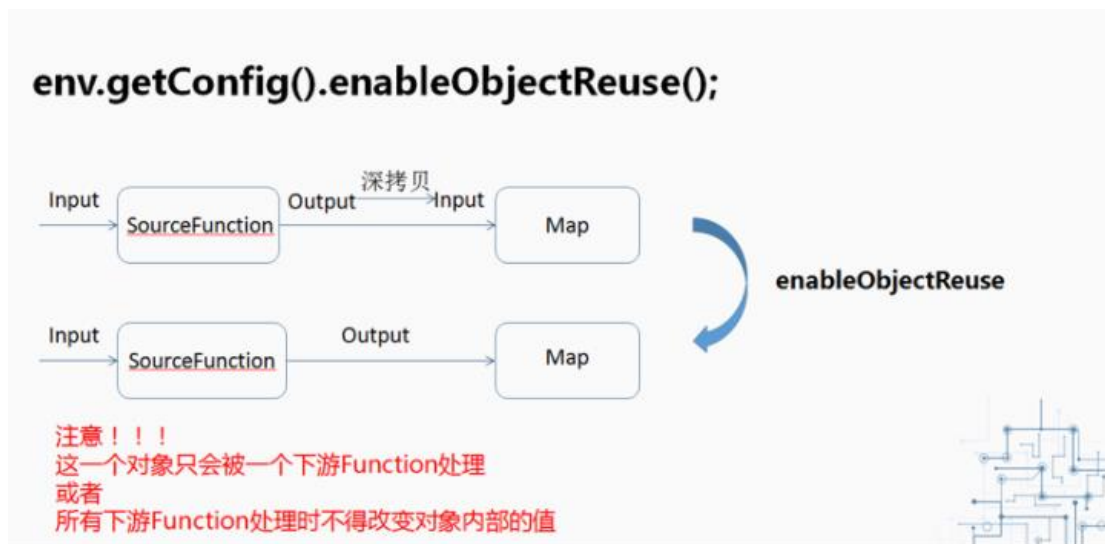 env.getConfig().enableObjectReuse();
深拷贝
Input
Output
Input
SourceFunction
Map
enableObjectReuse
Input
Output
SourceFunction
Map
注意！！！
这一个对象只会被一个下游Function处理
或者
所有下游Function处理时不得改变对象内部的值